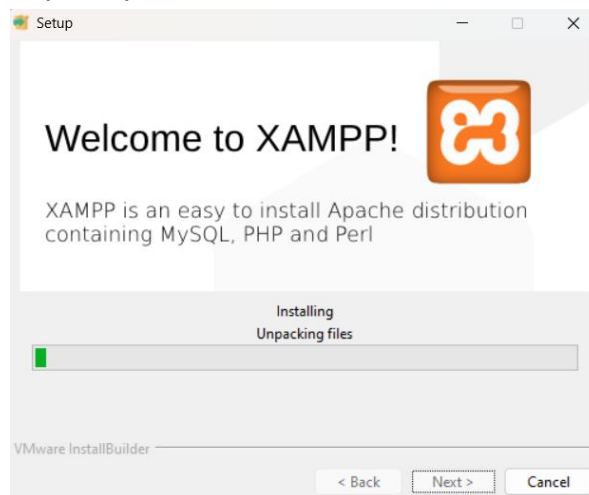 Setup
Welcome to XAMPP!
XAMPP is an easy to install Apache distribution
containing MySQL, PHP and Perl
Installing
Unpacking files
VMware InstallBuilder
< Back
Next >
Cancel